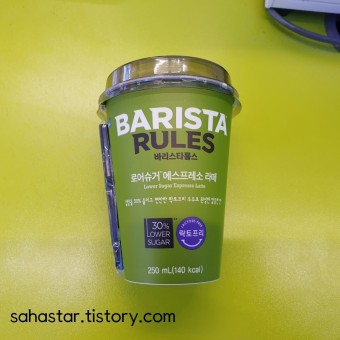 BARISTA
RULES
바리스타룰스
로어슈거 에스프레소 라떼
Lower Sugar Espresso Latte
30%
LOWER
SUGAR
락토프리
250 mL(140 kcal)
sahastar.tistory.com